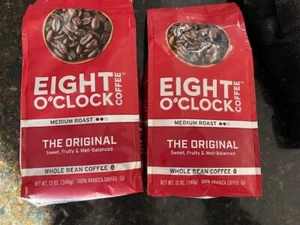 EIGHT
O'CLOCK
COFFEE
MEDIUM ROAST
THE ORIGINAL
Sweet, Fruity & Well-Balanced
WHOLE BEAN COFFEE
NET WT. 12 OZ. (340g) 100% ARABICA COFFEE
EIGHT
O'CLOCK
COFFEE
MEDIUM ROAST
THE ORIGINAL
Sweet, Fruity & Well-Balanced
WHOLE BEAN COFFEE
NET WT. 12 OZ. (340g) 100% ARABICA COFFEE